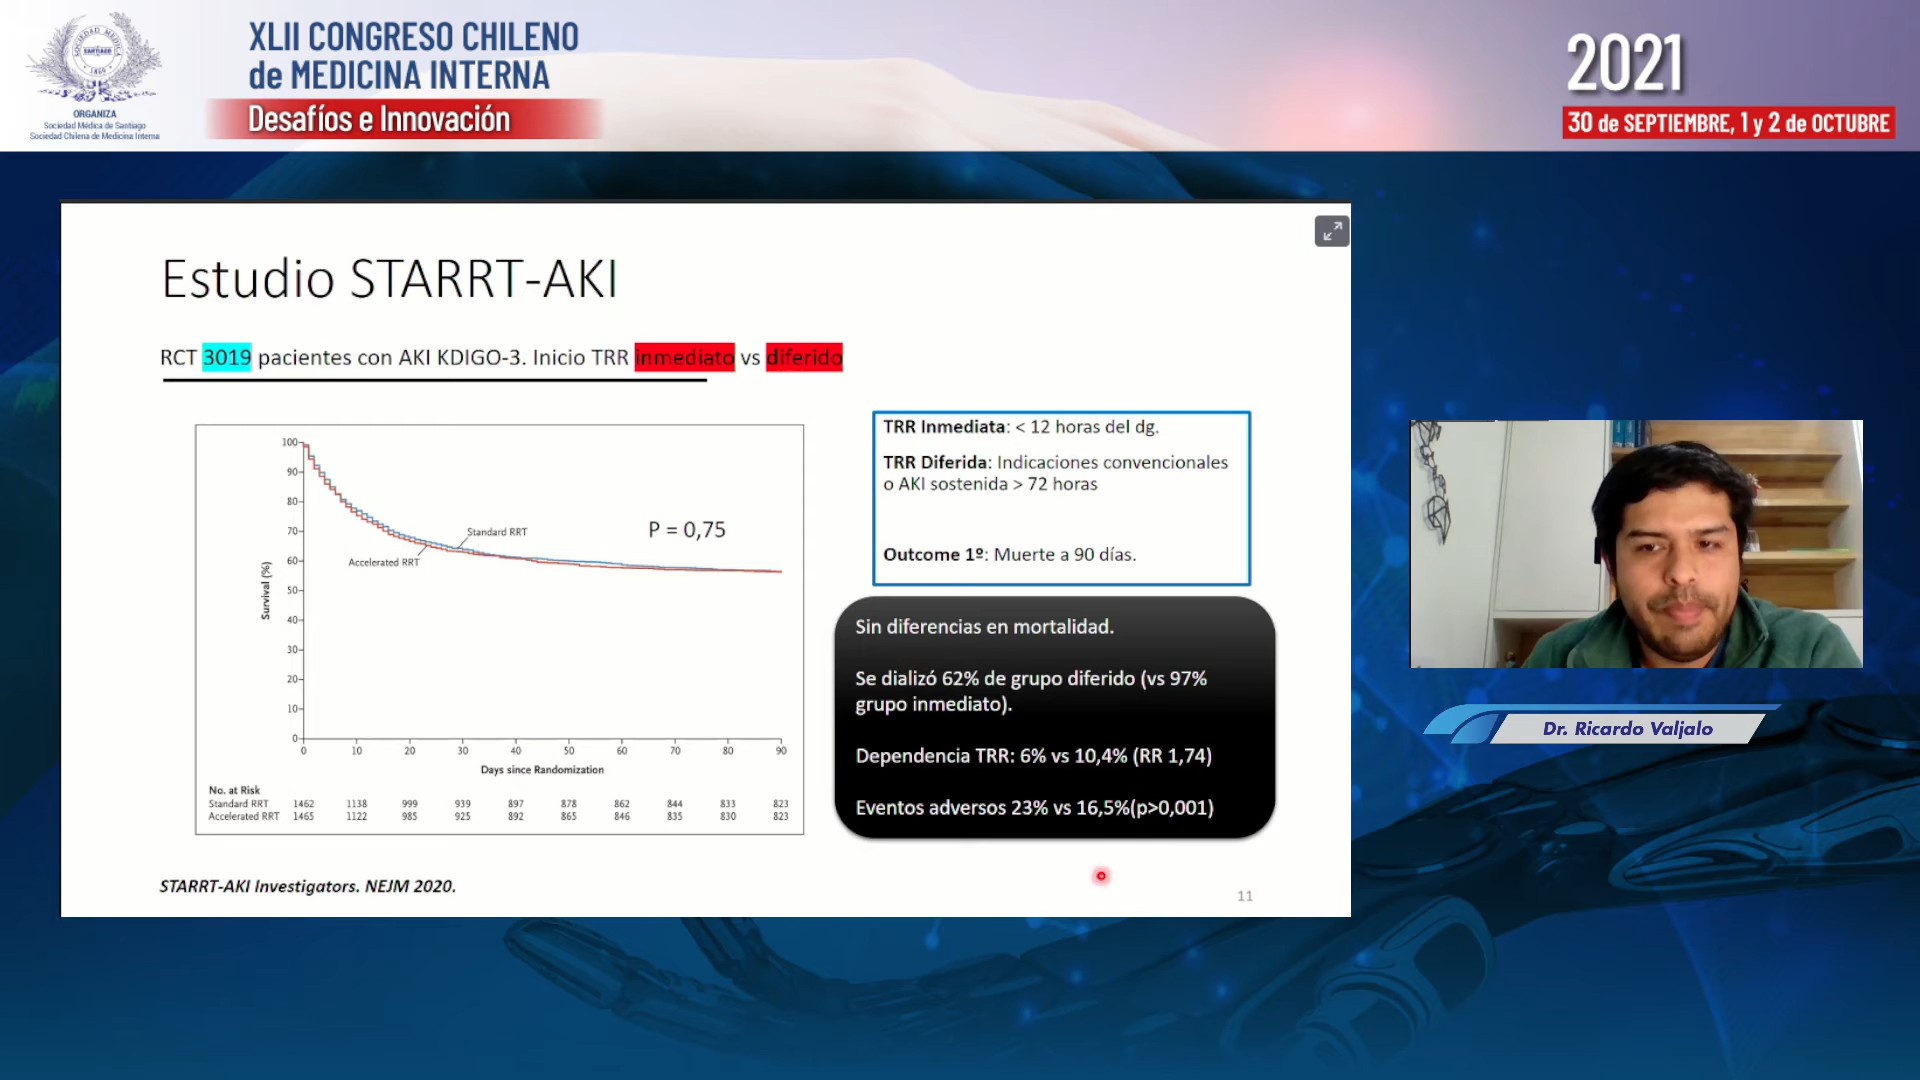 XLII CONGRESO CHILENO
de MEDICINA INTERNA
Desafíos e Innovación
SOCIEDAD MÉDICA
SANTIAGO
1869
ORGANIZA
Sociedad Médica de Santiago
Sociedad Chilena de Medicina Interna
2021
30 de SEPTIEMBRE, 1 y 2 de OCTUBRE
Estudio STARRT-AKI
RCT 3019 pacientes con AKI KDIGO-3. Inicio TRR inmediato vs diferido
100
90
80
70
60
50
40
30
20
10
0
Survival (%)
Standard RRT
Accelerated RRT
P = 0,75
0 10 20 30 40 50 60 70 80 90
Days since Randomization
No. at Risk
Standard RRT 1462 1138 999 939 897 878 862 844 833 823
Accelerated RRT 1465 1122 985 925 892 865 846 835 830 823
TRR Inmediata: < 12 horas del dg.
TRR Diferida: Indicaciones convencionales
o AKI sostenida > 72 horas
Outcome 1º: Muerte a 90 días.
Sin diferencias en mortalidad.
Se dializó 62% de grupo diferido (vs 97%
grupo inmediato).
Dependencia TRR: 6% vs 10,4% (RR 1,74)
Eventos adversos 23% vs 16,5%(p>0,001)
STARRT-AKI Investigators. NEJM 2020.
11
Dr. Ricardo Valjalo